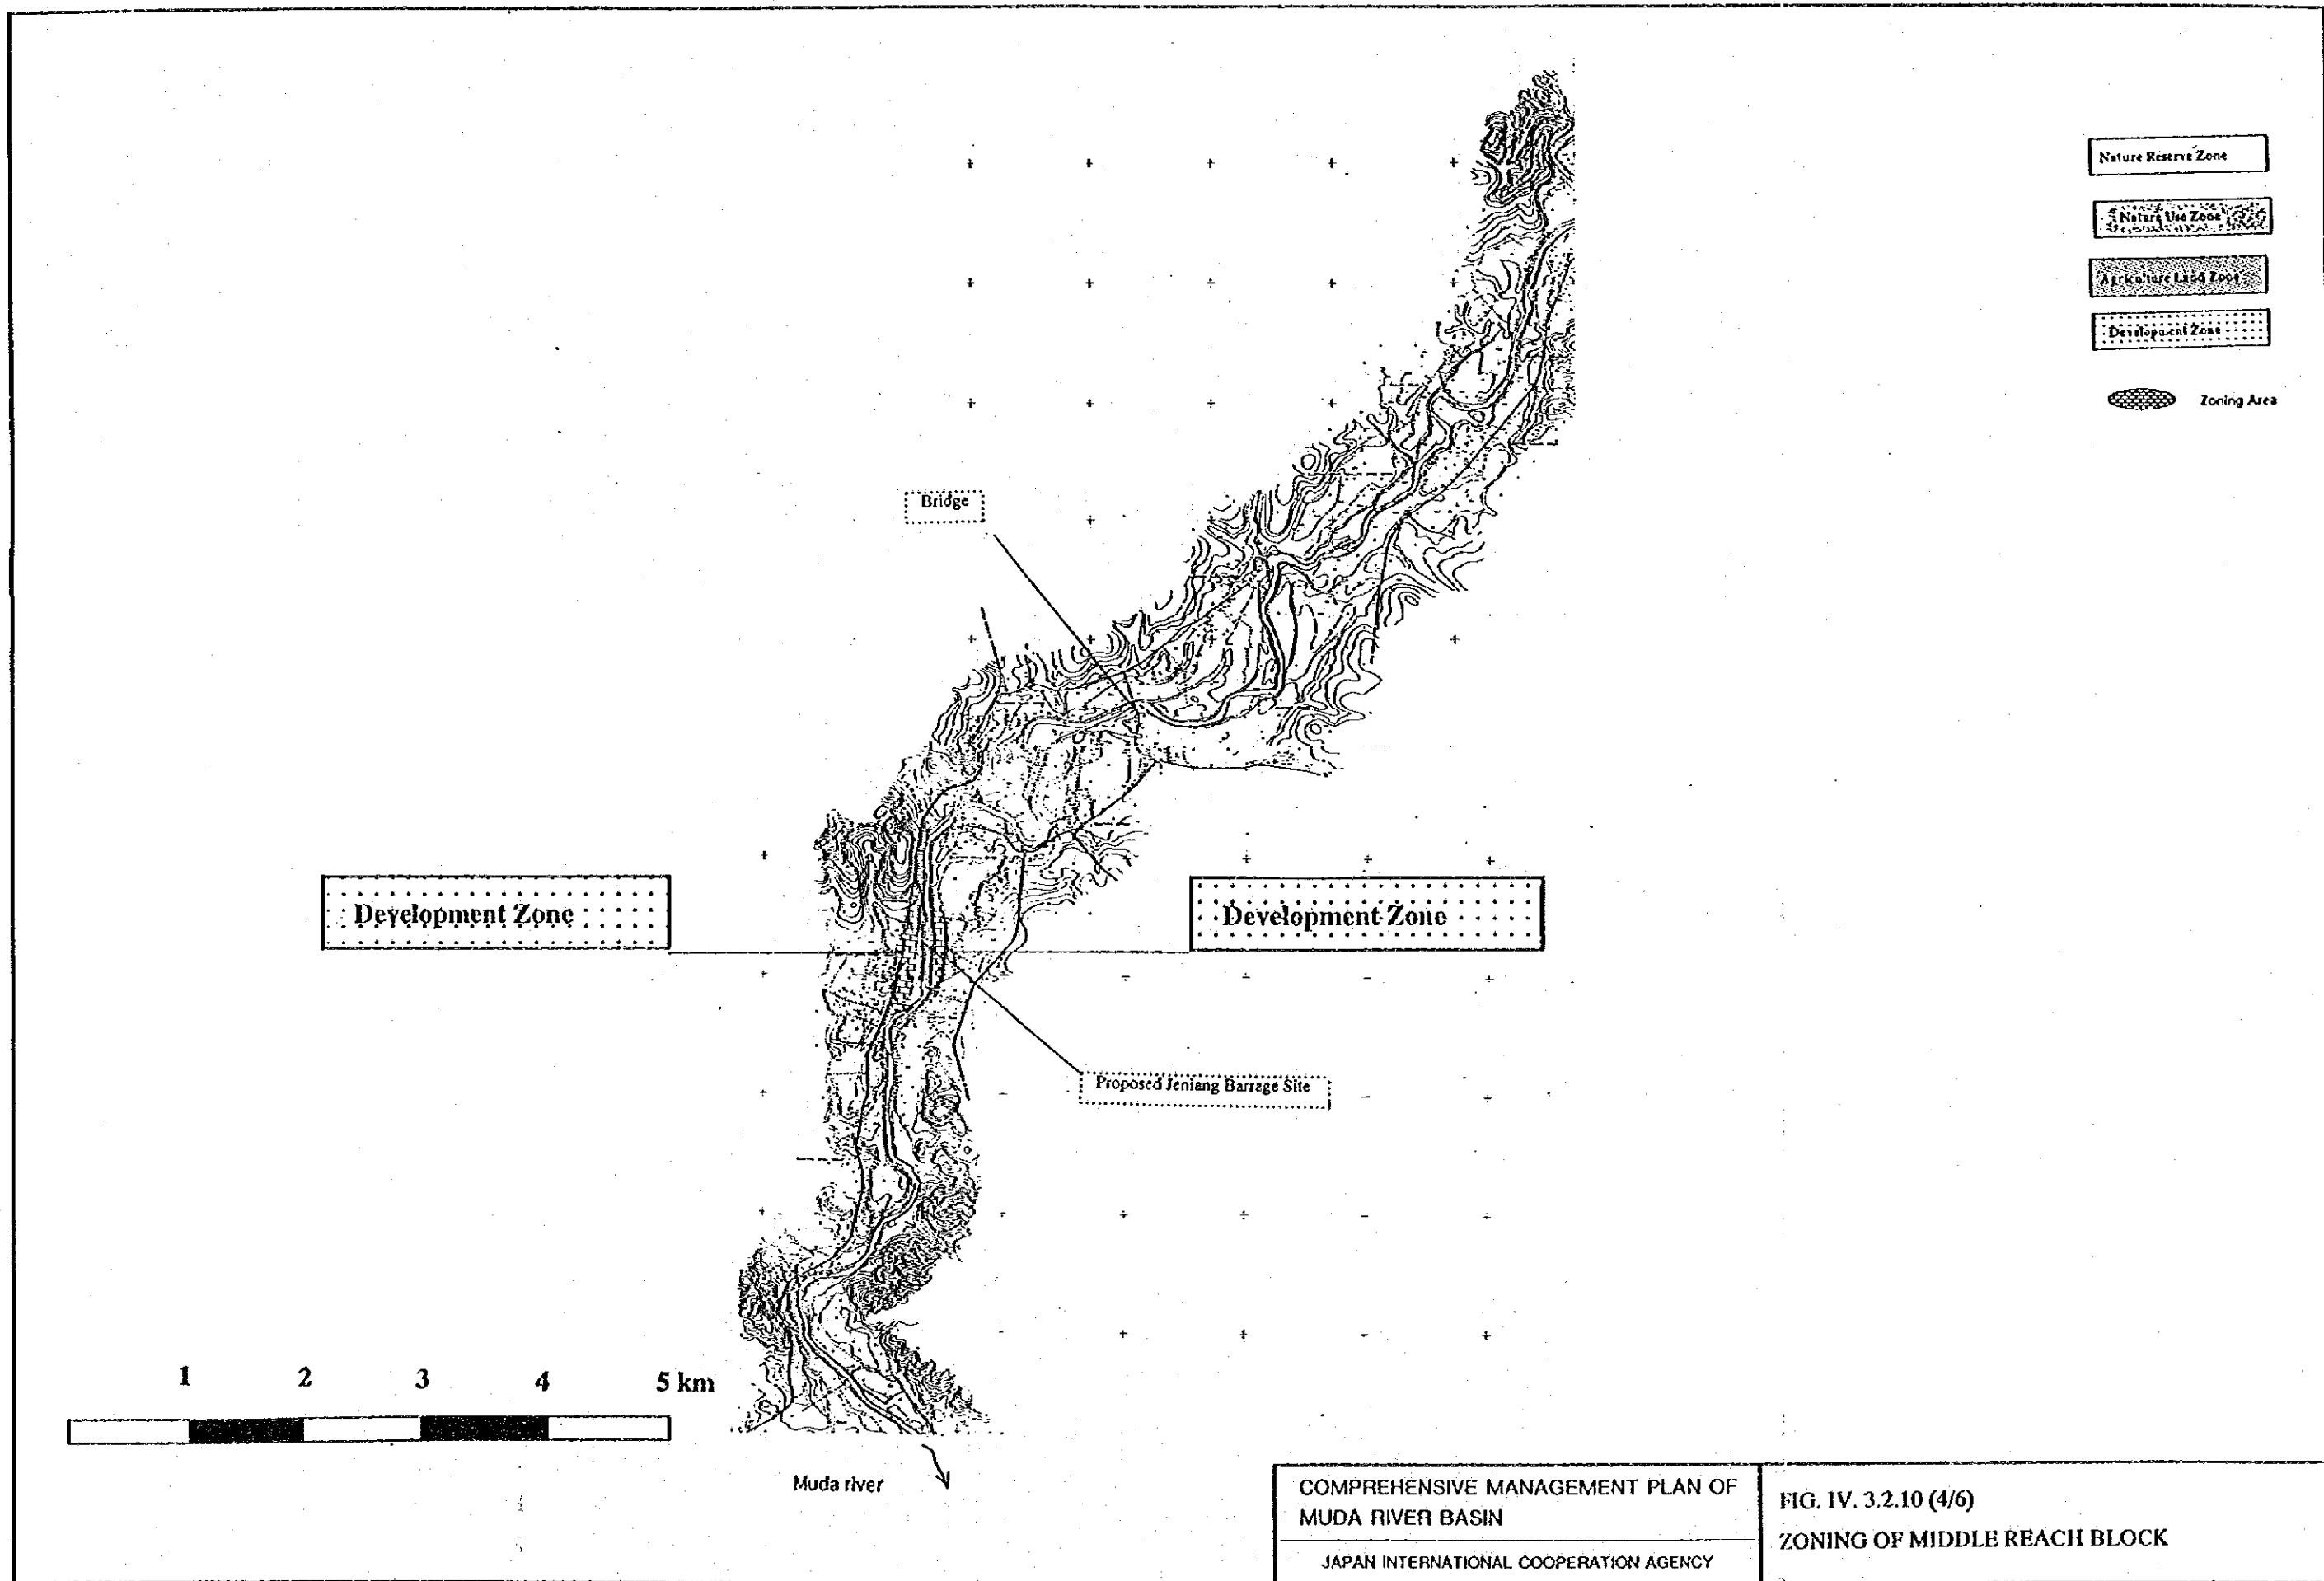 Nature Reserve Zone
Nature Use Zone
Agriculture Land Zone
Development Zone
Zoning Area
Bridge
Development Zone
Development Zone
Proposed Jeniang Barrage Site
1 2 3 4 5 km
Muda river
COMPREHENSIVE MANAGEMENT PLAN OF
MUDA RIVER BASIN
JAPAN INTERNATIONAL COOPERATION AGENCY
FIG. IV. 3.2.10 (4/6)
ZONING OF MIDDLE REACH BLOCK